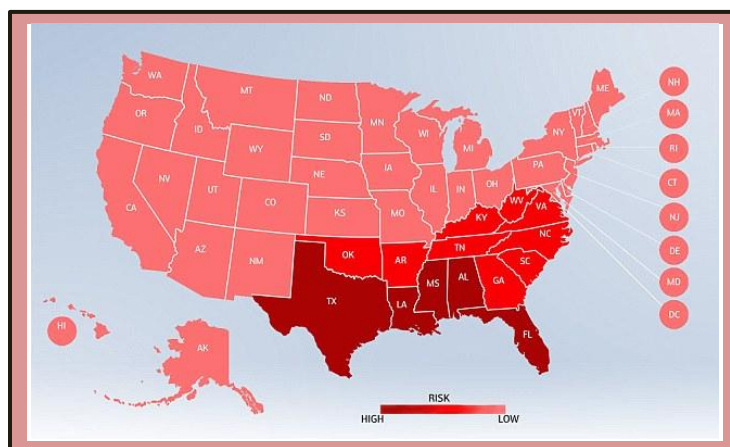 WA
MT
ND
MN
ME
NH
OR
ID
SD
WI
VT
NY
MA
WY
MI
RI
NV
NE
IA
PA
CT
UT
CO
IL
IN
OH
NJ
CA
KS
MO
WV
VA
KY
DE
AZ
NM
OK
AR
TN
NC
MD
SC
TX
LA
MS
AL
GA
DC
HI
AK
FL
RISK
HIGH
LOW